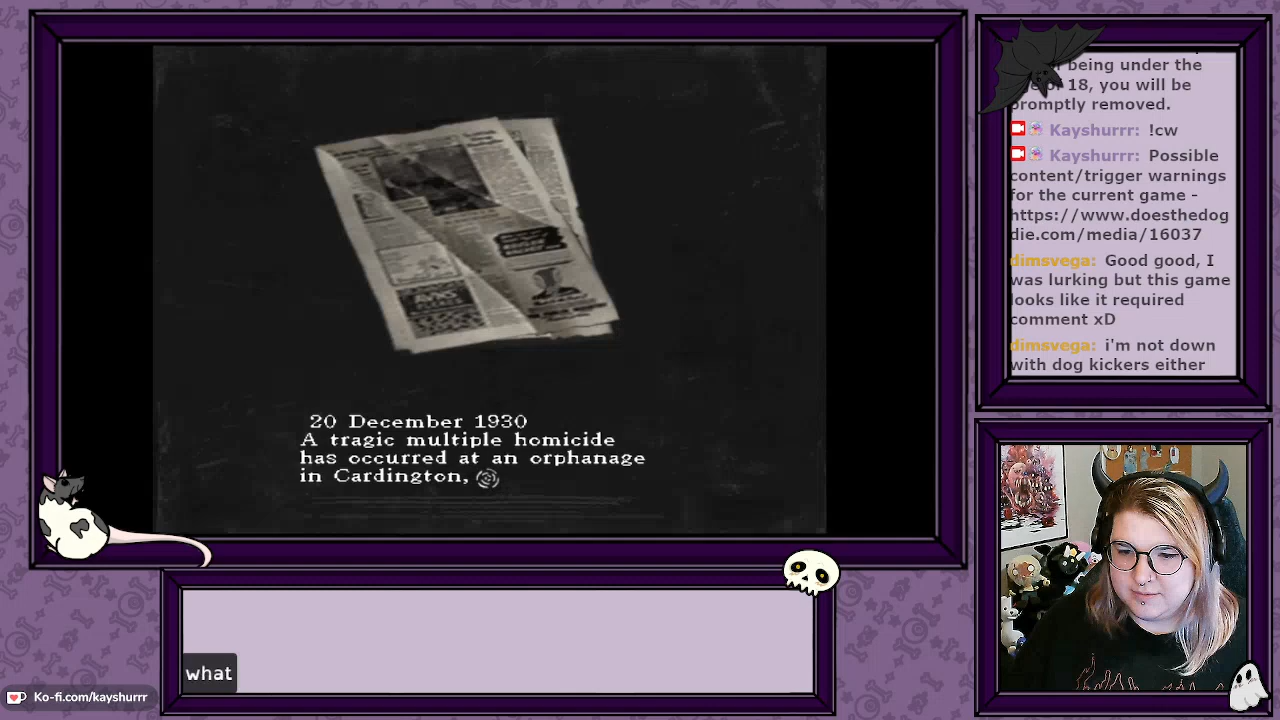 being under the
of 18, you will be
promptly removed.
Kayshurrr: !cw
Kayshurrr: Possible
content/trigger warnings
for the current game -
https://www.doesthedog
die.com/media/16037
dimsvega: Good good, I
was lurking but this game
looks like it required
comment xD
dimsvega: i'm not down
with dog kickers either
20 December 1930
A tragic multiple homicide
has occurred at an orphanage
in Cardington,
what
Ko-fi.com/kayshurrr